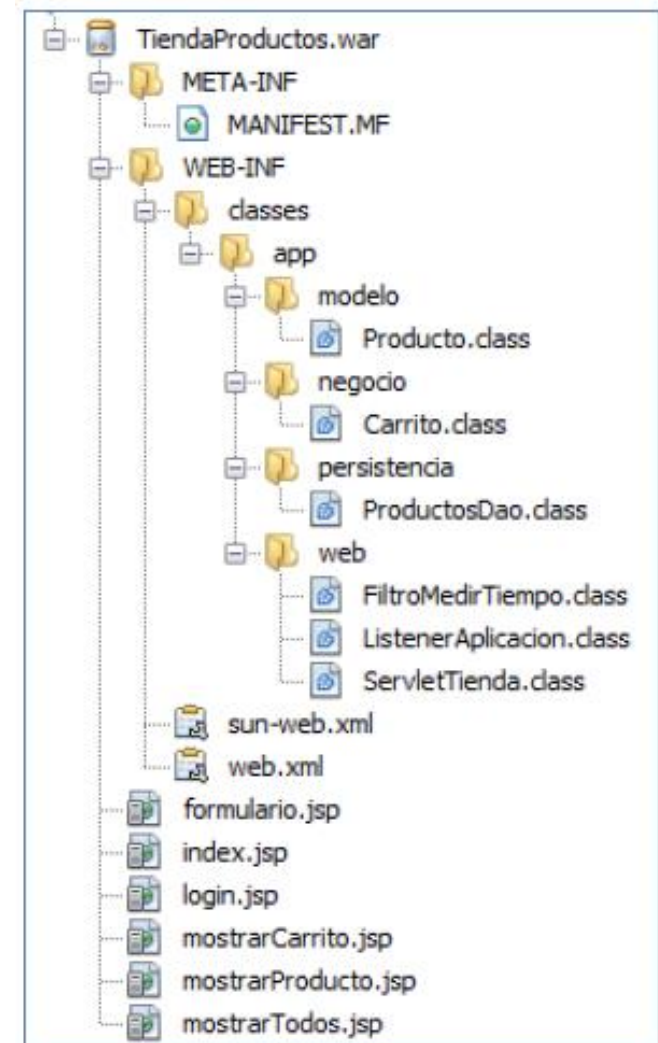 TiendaProductos.war
META-INF
MANIFEST.MF
WEB-INF
classes
app
modelo
Producto.class
negocio
Carrito.class
persistencia
ProductosDao.class
web
FiltroMedirTiempo.class
ListenerAplicacion.class
ServletTienda.class
sun-web.xml
web.xml
formulario.jsp
index.jsp
login.jsp
mostrarCarrito.jsp
mostrarProducto.jsp
mostrarTodos.jsp